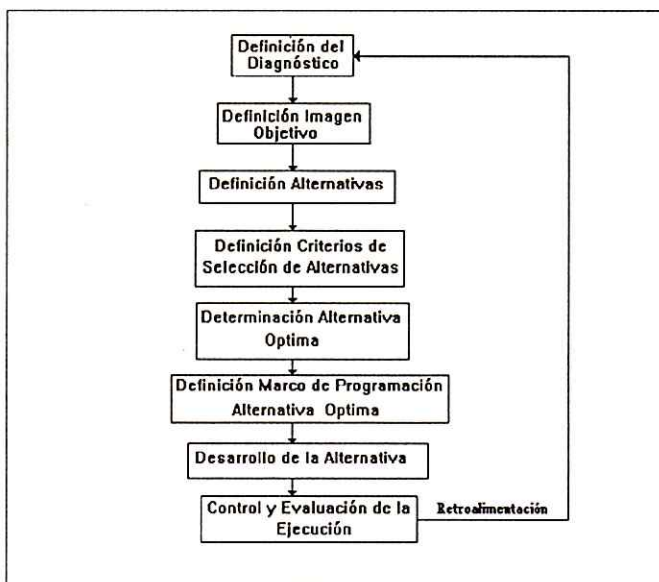 Definición del
Diagnóstico
Definición Imagen
Objetivo
Definición Alternativas
Definición Criterios de
Selección de Alternativas
Determinación Alternativa
Optima
Definición Marco de Programación
Alternativa Optima
Desarrollo de la Alternativa
Control y Evaluación de la
Ejecución
Retroalimentación